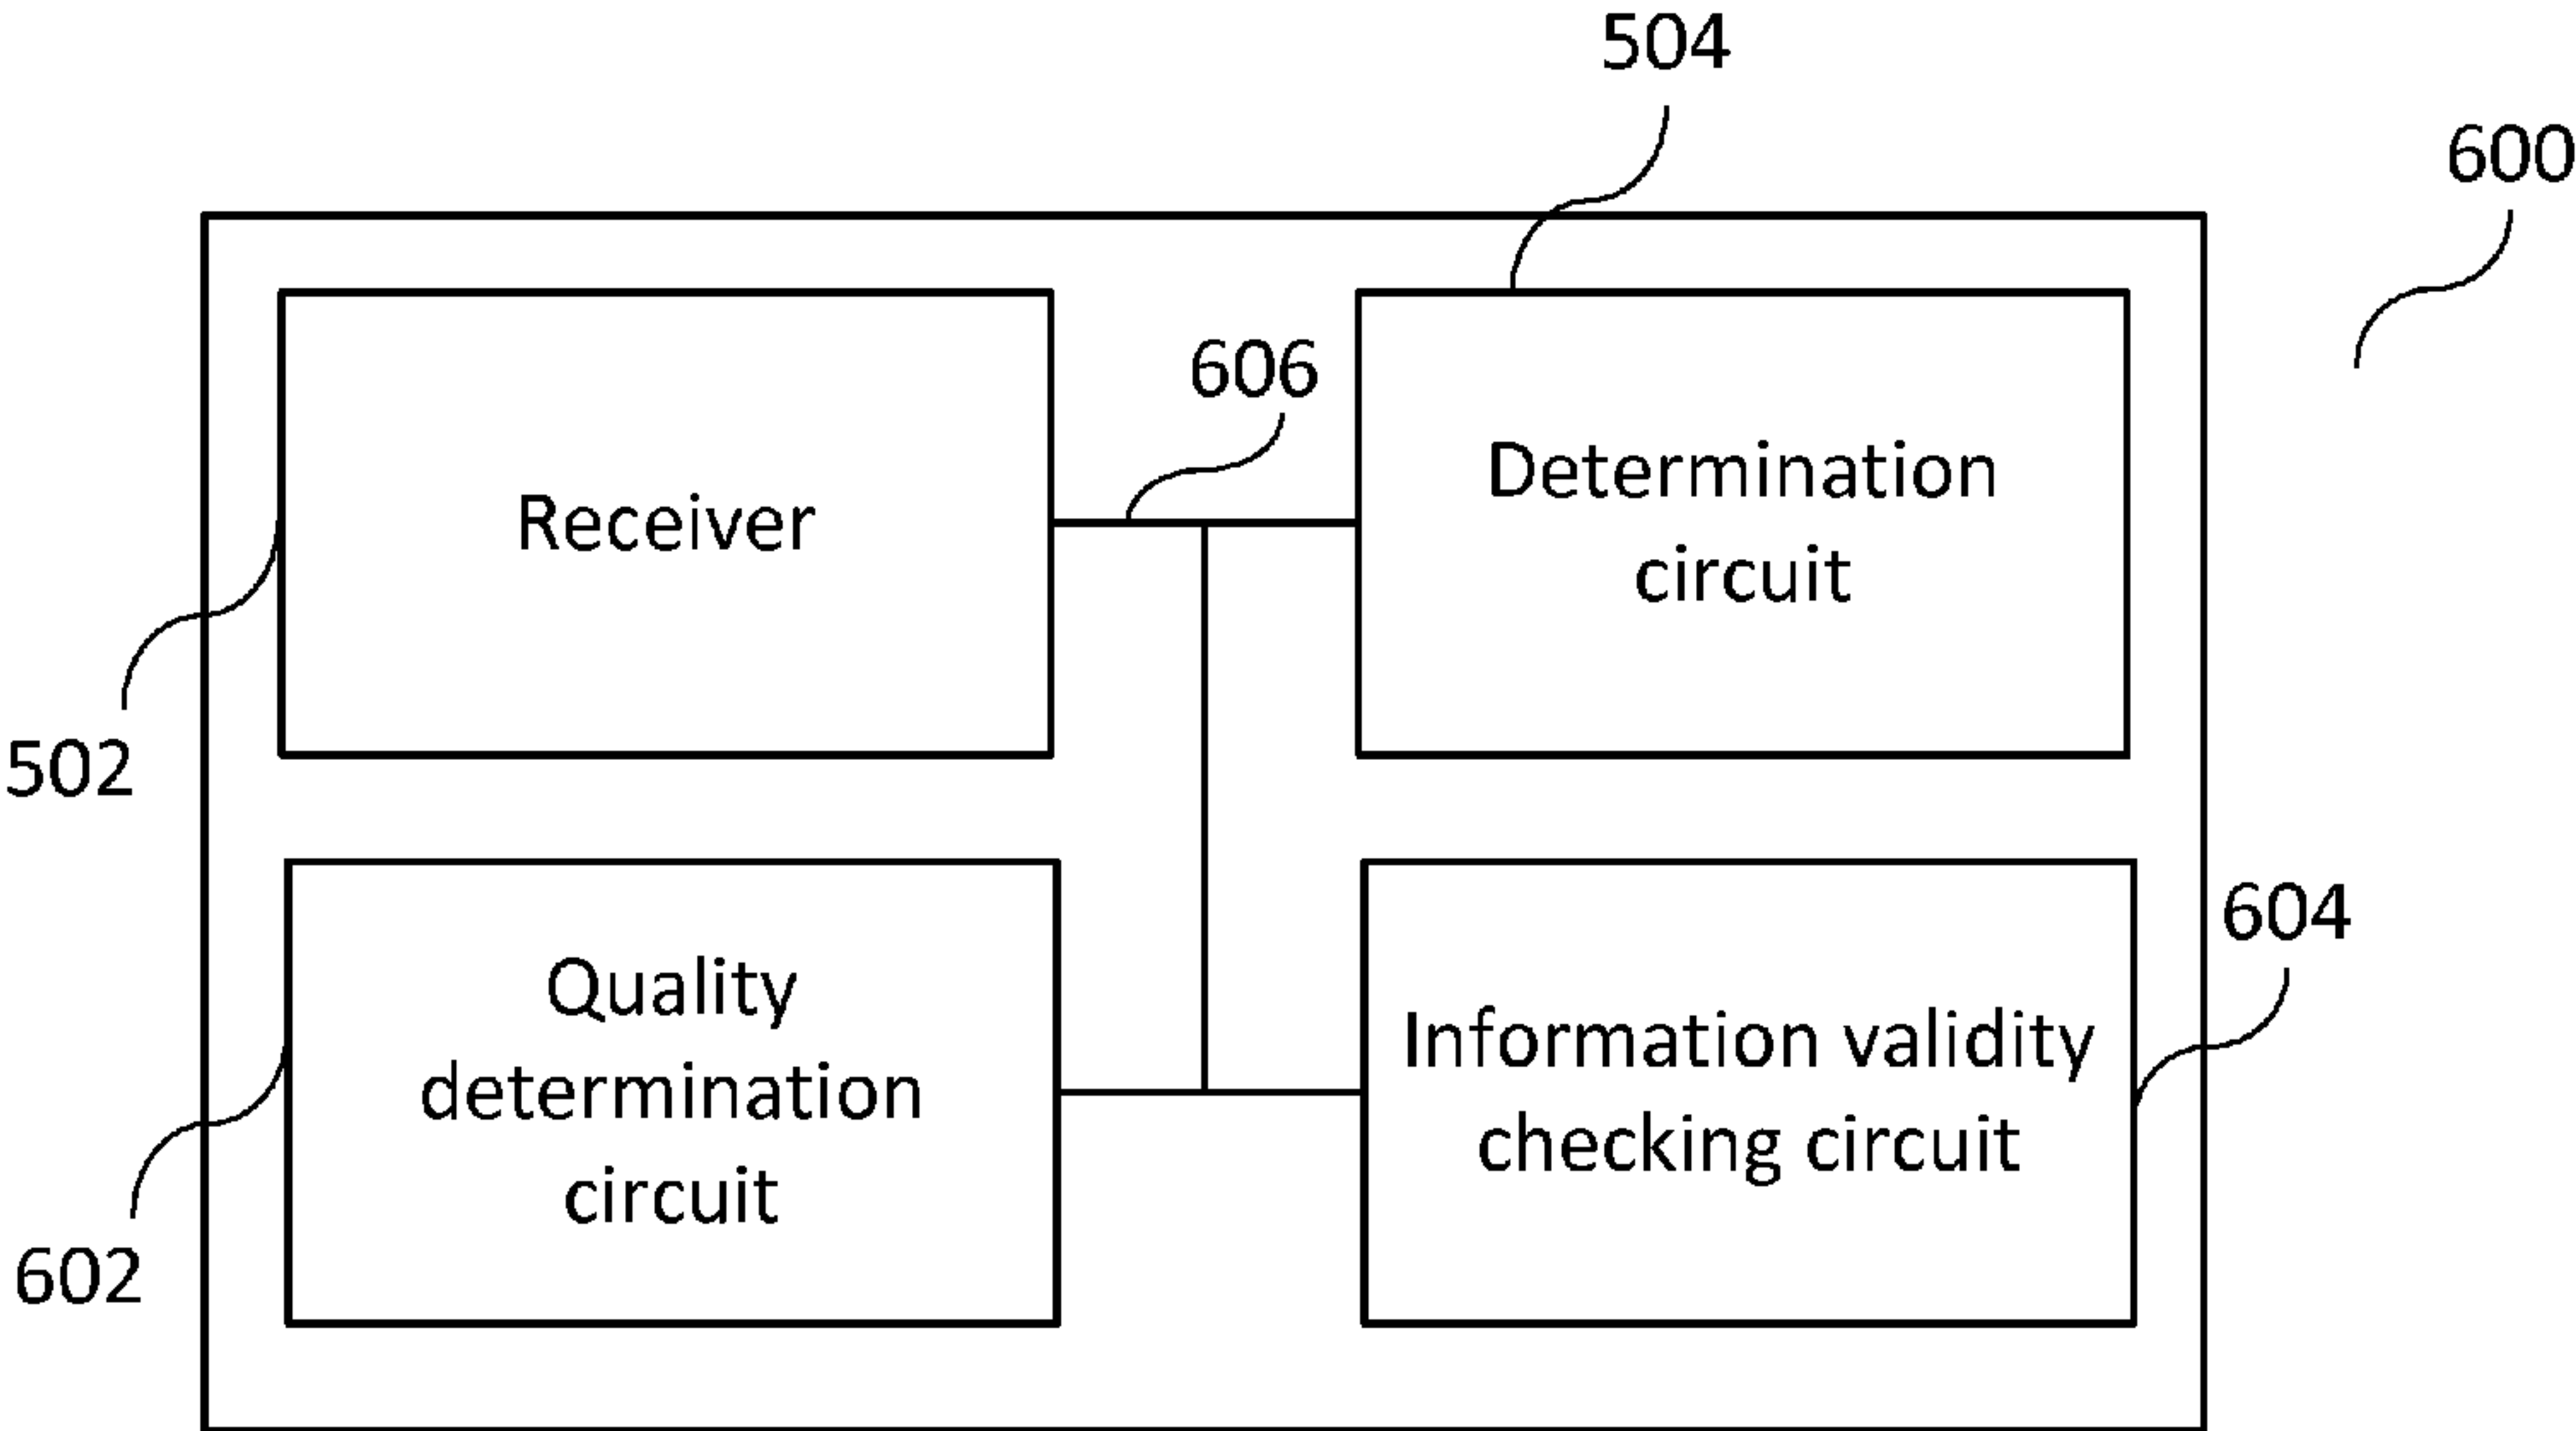 504
600
606
Receiver
Determination
circuit
502
Quality
determination
circuit
604
Information validity
checking circuit
602